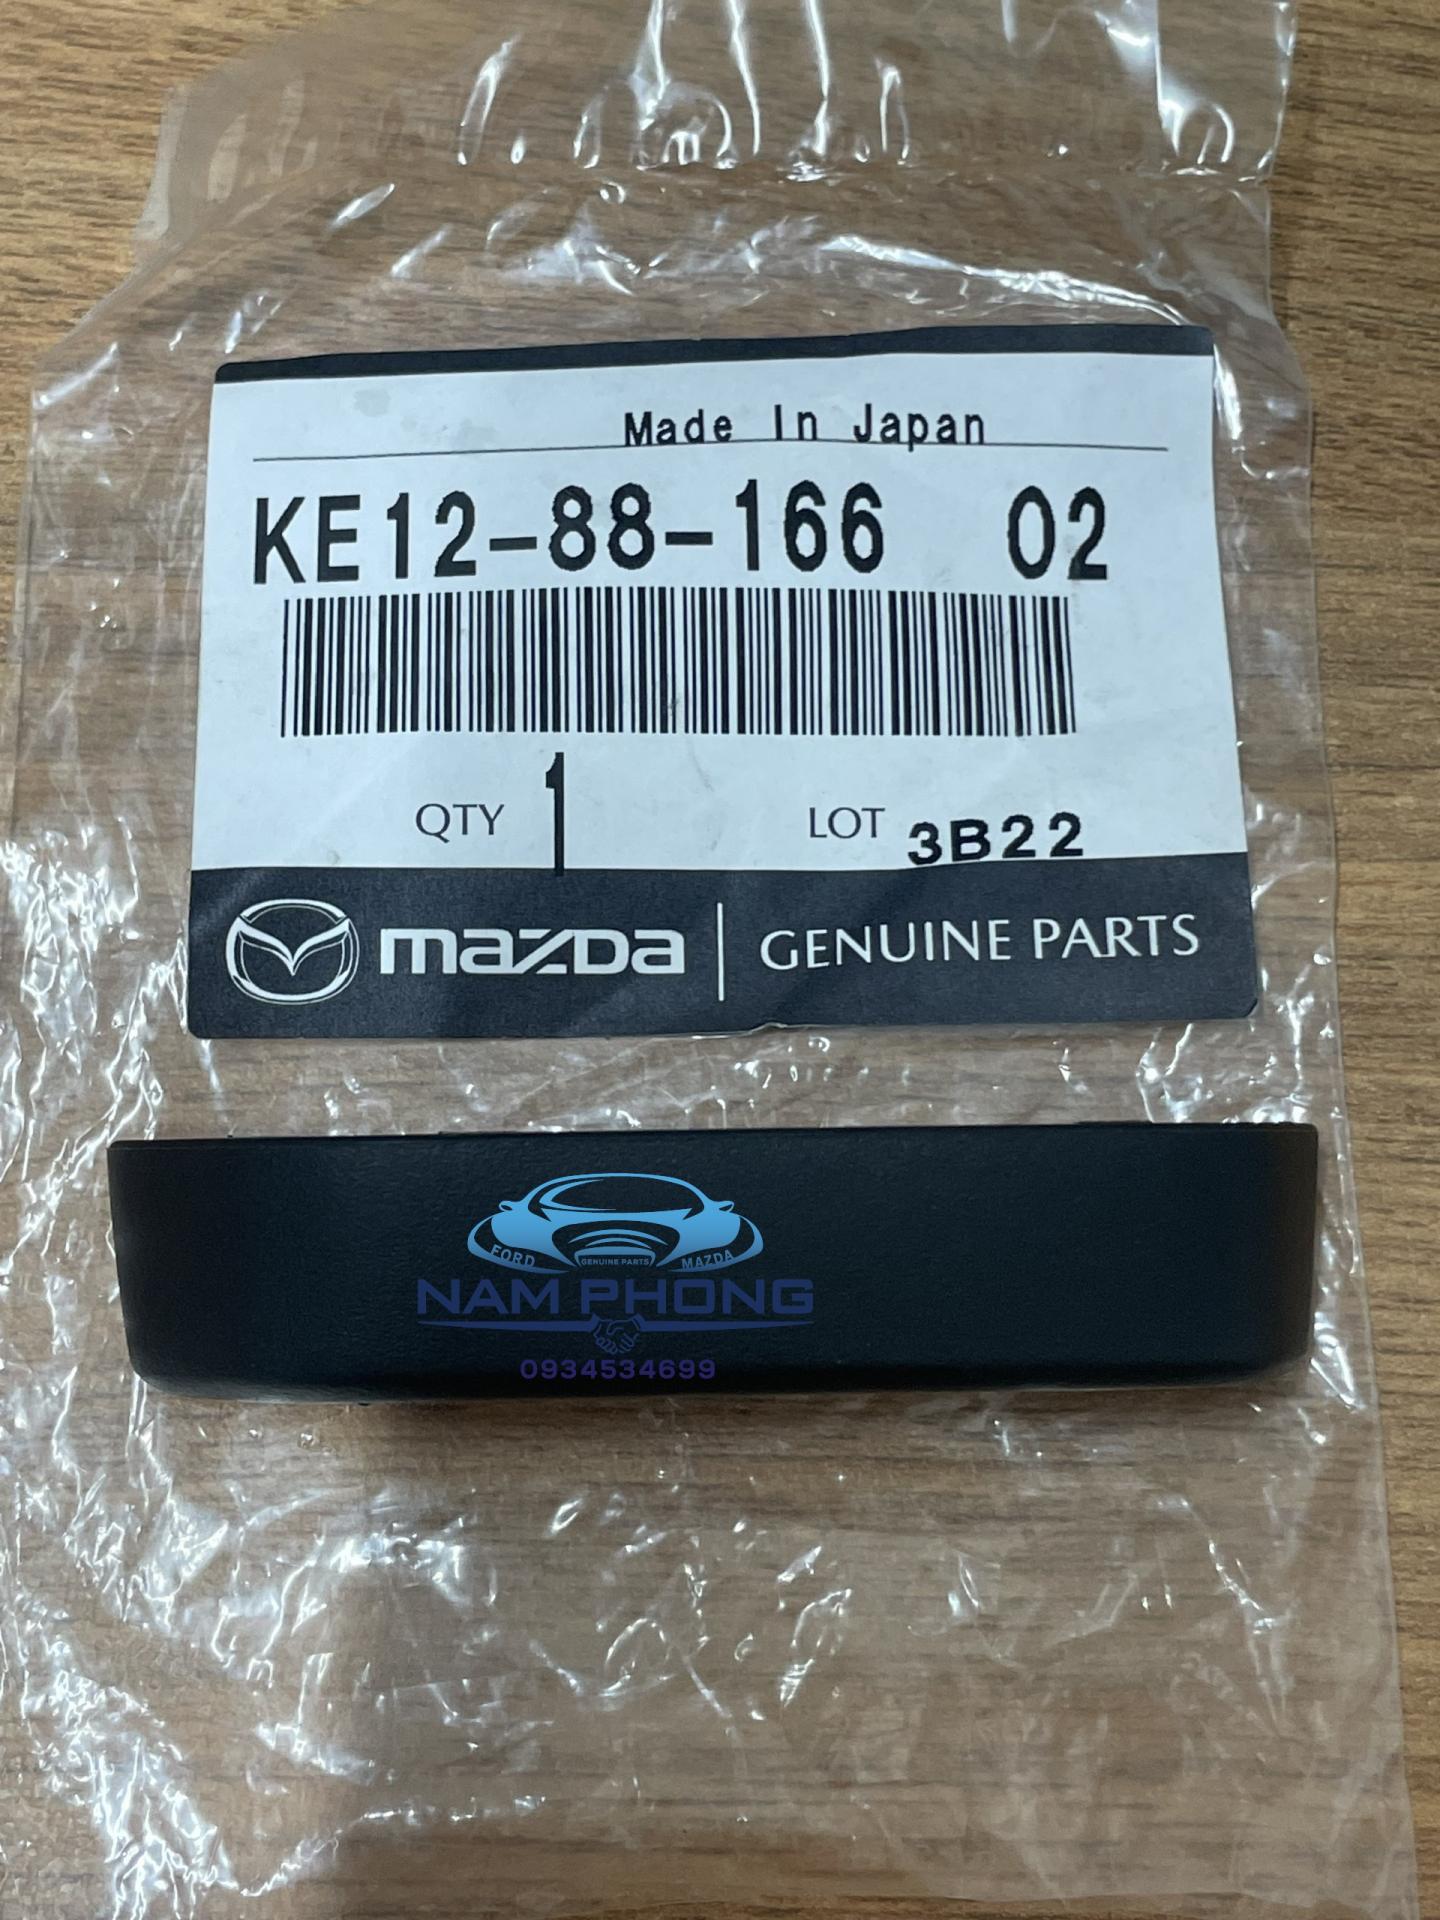 Made In Japan
KE12-88-166 02
QTY 1 LOT 3B22
mazda GENUINE PARTS
FORD GENUINE PARTS MAZDA
NAM PHONG
0934534699